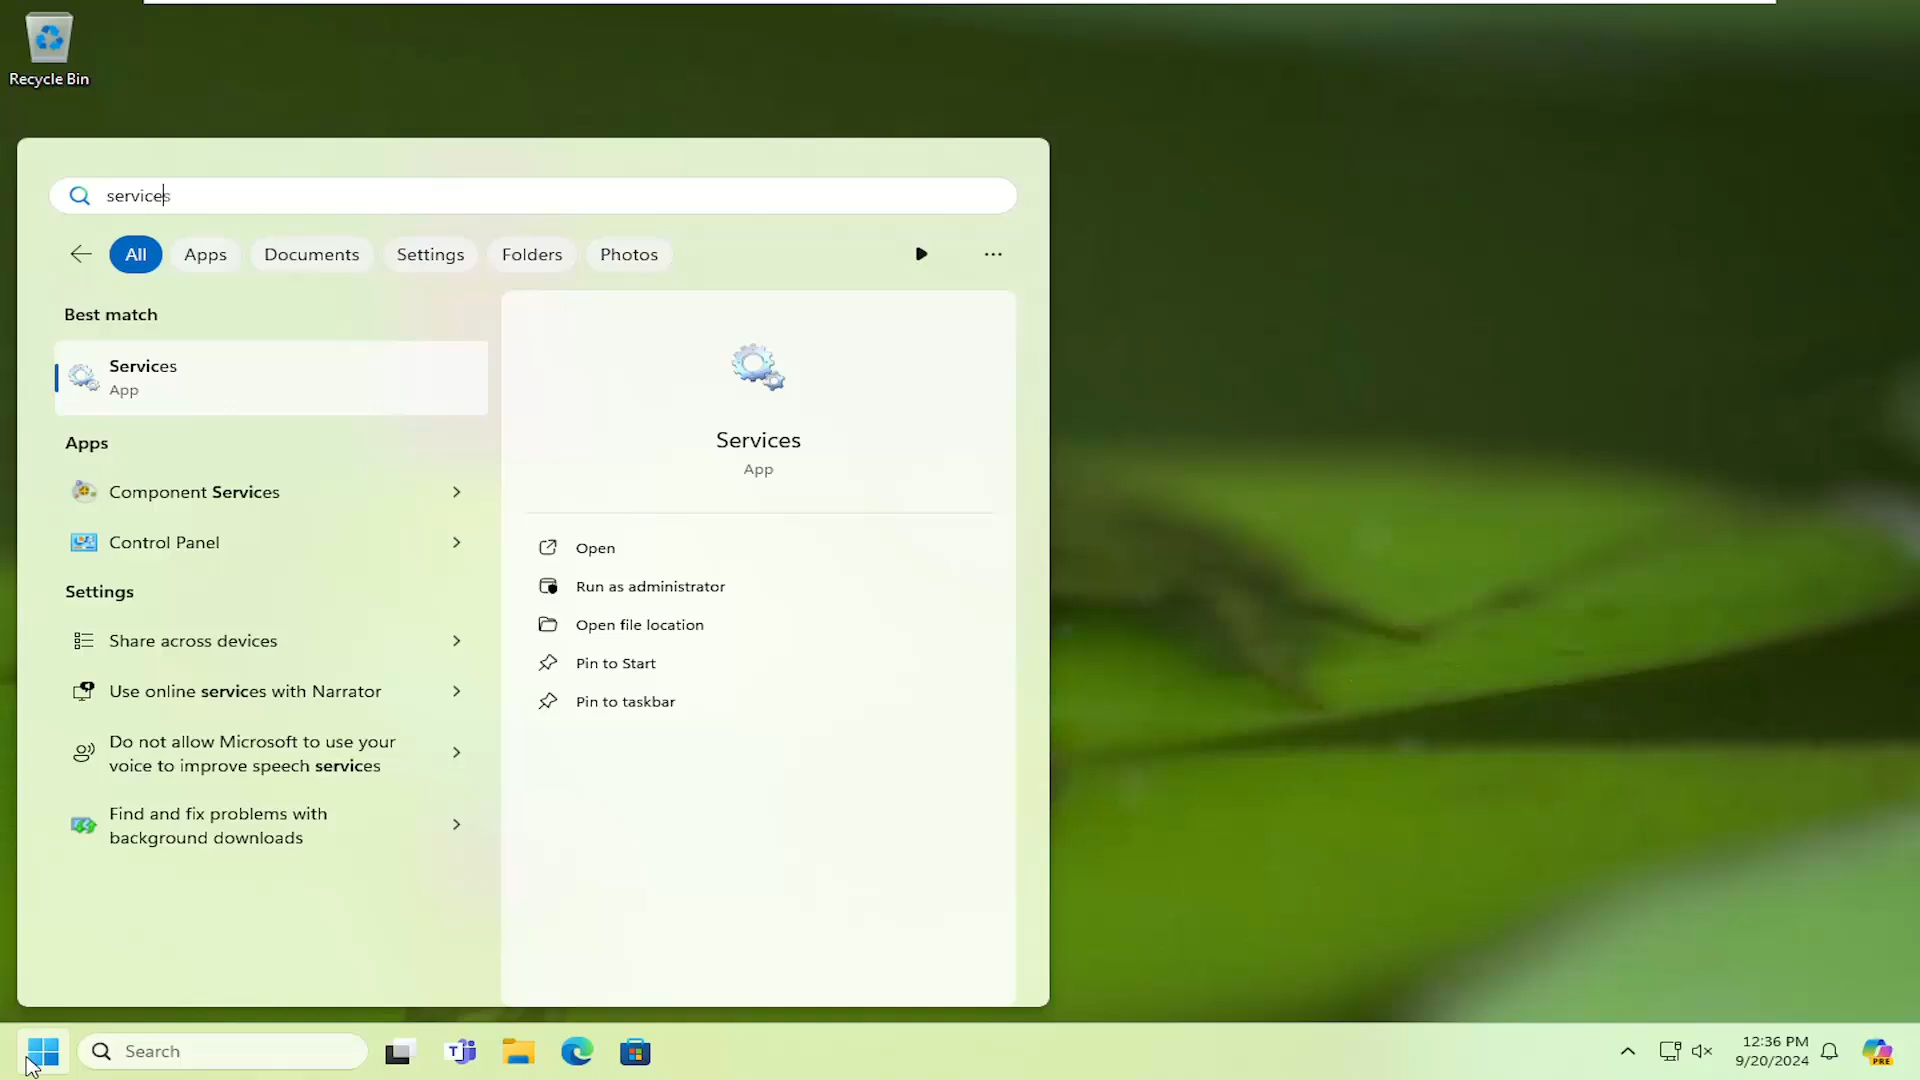 Recycle Bin
services
All
Apps
Documents
Settings
Folders
Photos
Best match
Services
App
Apps
Component Services
Control Panel
Settings
Share across devices
Use online services with Narrator
Do not allow Microsoft to use your
voice to improve speech services
Find and fix problems with
background downloads
Services
App
Open
Run as administrator
Open file location
Pin to Start
Pin to taskbar
Search
12:36 PM
9/20/2024
PRE